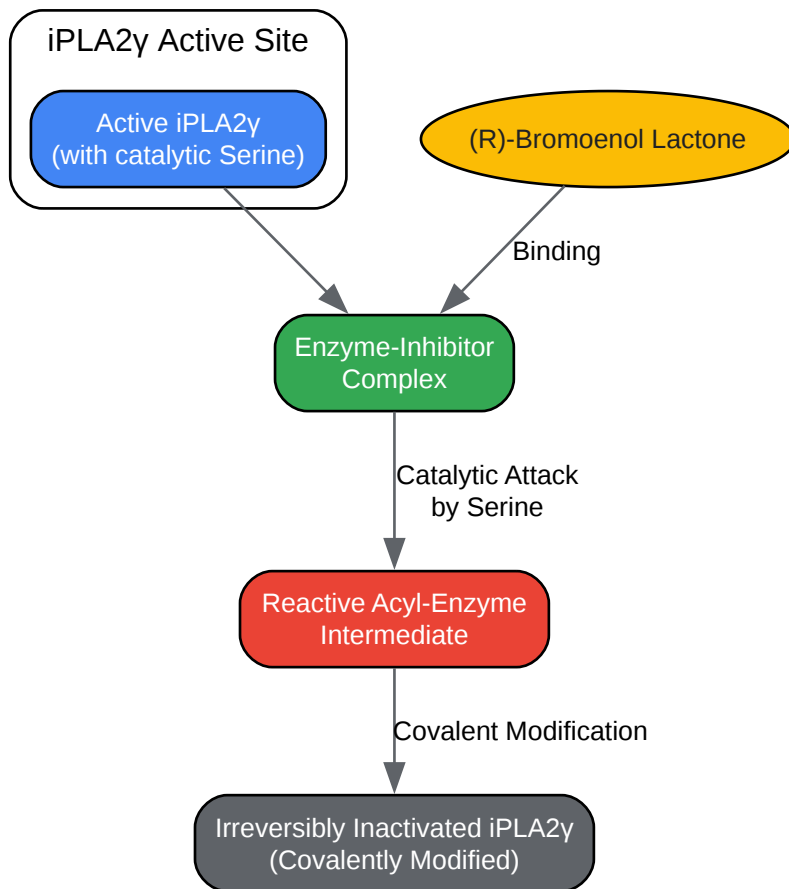 iPLA2γ Active Site
Active iPLA2γ
(with catalytic Serine)
(R)-Bromoenol Lactone
Binding
Enzyme-Inhibitor
Complex
Catalytic Attack
by Serine
Reactive Acyl-Enzyme
Intermediate
Covalent Modification
Irreversibly Inactivated iPLA2γ
(Covalently Modified)